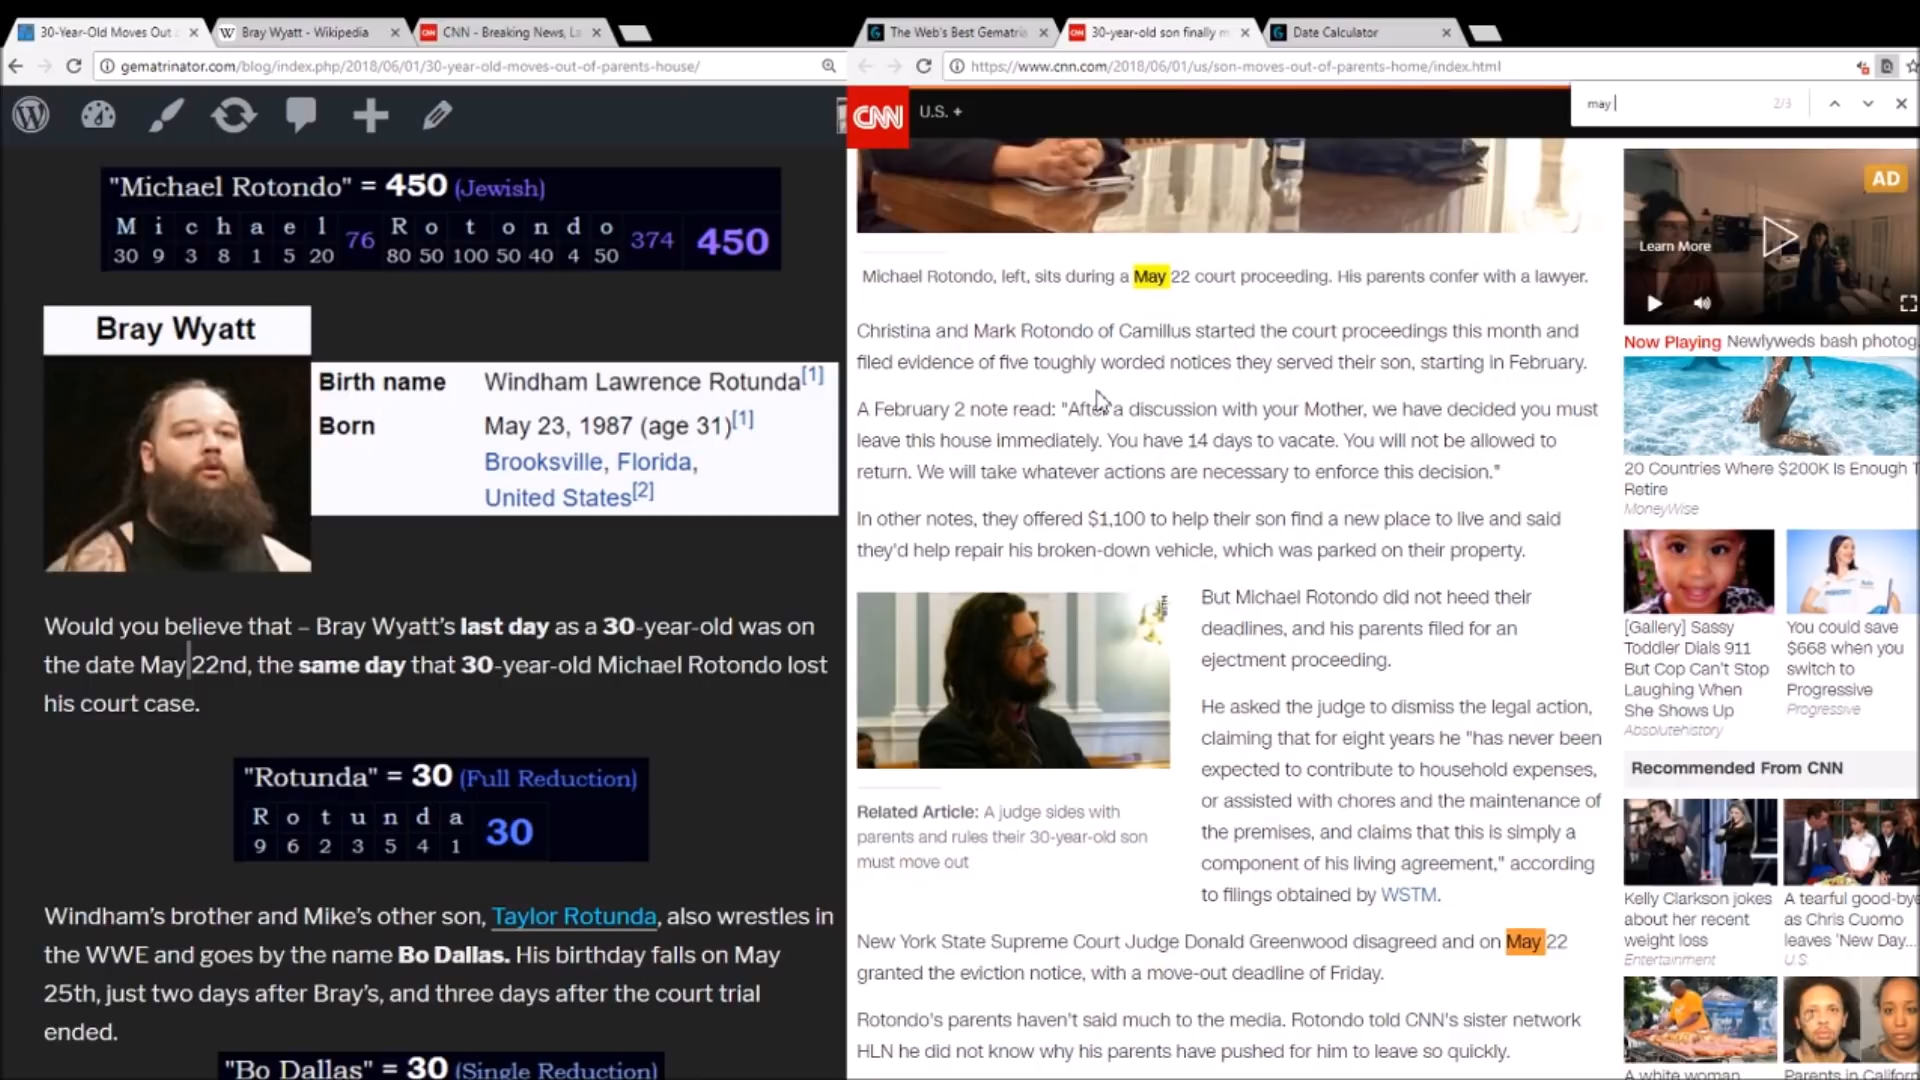 30-Year-Old Moves Out
Bray Wyatt - Wikipedia
CNN - Breaking News, La
gematrinator.com/blog/index.php/2018/06/01/30-year-old-moves-out-of-parents-house/
"Michael Rotondo" = 450 (Jewish)
M i c h a e l 76 R o t o n d o 374 450
30 9 3 8 1 5 20 80 50 100 50 40 4 50
Bray Wyatt
Birth name Windham Lawrence Rotunda[1]
Born May 23, 1987 (age 31)[1]
Brooksville, Florida,
United States[2]
Would you believe that – Bray Wyatt's last day as a 30-year-old was on
the date May 22nd, the same day that 30-year-old Michael Rotondo lost
his court case.
"Rotunda" = 30 (Full Reduction)
R o t u n d a 30
9 6 2 3 5 4 1
Windham's brother and Mike's other son, Taylor Rotunda, also wrestles in
the WWE and goes by the name Bo Dallas. His birthday falls on May
25th, just two days after Bray's, and three days after the court trial
ended.
"Bo Dallas" = 30 (Single Reduction)
The Web's Best Gematria
30-year-old son finally m
Date Calculator
https://www.cnn.com/2018/06/01/us/son-moves-out-of-parents-home/index.html
may 2/3
CNN U.S. +
Michael Rotondo, left, sits during a May 22 court proceeding. His parents confer with a lawyer.
Christina and Mark Rotondo of Camillus started the court proceedings this month and
filed evidence of five toughly worded notices they served their son, starting in February.
A February 2 note read: "After a discussion with your Mother, we have decided you must
leave this house immediately. You have 14 days to vacate. You will not be allowed to
return. We will take whatever actions are necessary to enforce this decision."
In other notes, they offered $1,100 to help their son find a new place to live and said
they'd help repair his broken-down vehicle, which was parked on their property.
But Michael Rotondo did not heed their
deadlines, and his parents filed for an
ejectment proceeding.
He asked the judge to dismiss the legal action,
claiming that for eight years he "has never been
expected to contribute to household expenses,
or assisted with chores and the maintenance of
the premises, and claims that this is simply a
component of his living agreement," according
to filings obtained by WSTM.
Related Article: A judge sides with
parents and rules their 30-year-old son
must move out
New York State Supreme Court Judge Donald Greenwood disagreed and on May 22
granted the eviction notice, with a move-out deadline of Friday.
Rotondo's parents haven't said much to the media. Rotondo told CNN's sister network
HLN he did not know why his parents have pushed for him to leave so quickly.
AD
Learn More
Now Playing Newlyweds bash photog
20 Countries Where $200K Is Enough T
Retire
MoneyWise
[Gallery] Sassy
Toddler Dials 911
But Cop Can't Stop
Laughing When
She Shows Up
Absolutehistory
You could save
$668 when you
switch to
Progressive
Progressive
Recommended From CNN
Kelly Clarkson jokes
about her recent
weight loss
Entertainment
A tearful good-bye
as Chris Cuomo
leaves 'New Day...
U.S.
A white woman
Parents in Califor